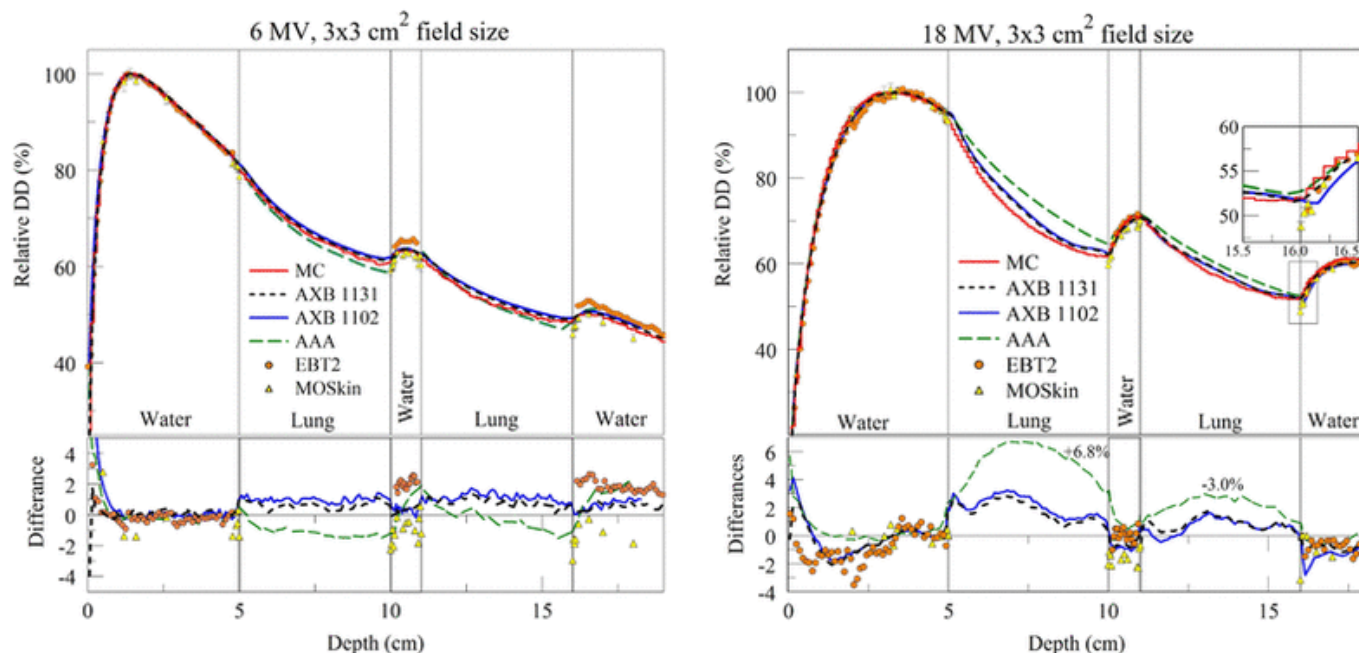 6 MV, 3x3 cm² field size
100
80
60
40
Relative DD (%)
MC
AXB 1131
AXB 1102
AAA
EBT2
MOSkin
Water
Lung
Water
Lung
Water
4
2
0
-2
-4
Differance
0
5
10
15
Depth (cm)
18 MV, 3x3 cm² field size
100
80
60
40
Relative DD (%)
60
55
50
15.5
16.0
16.5
MC
AXB 1131
AXB 1102
AAA
EBT2
MOSkin
Water
Lung
Water
Lung
Water
6
4
2
0
-2
-4
Differences
+6.8%
-3.0%
0
5
10
15
Depth (cm)